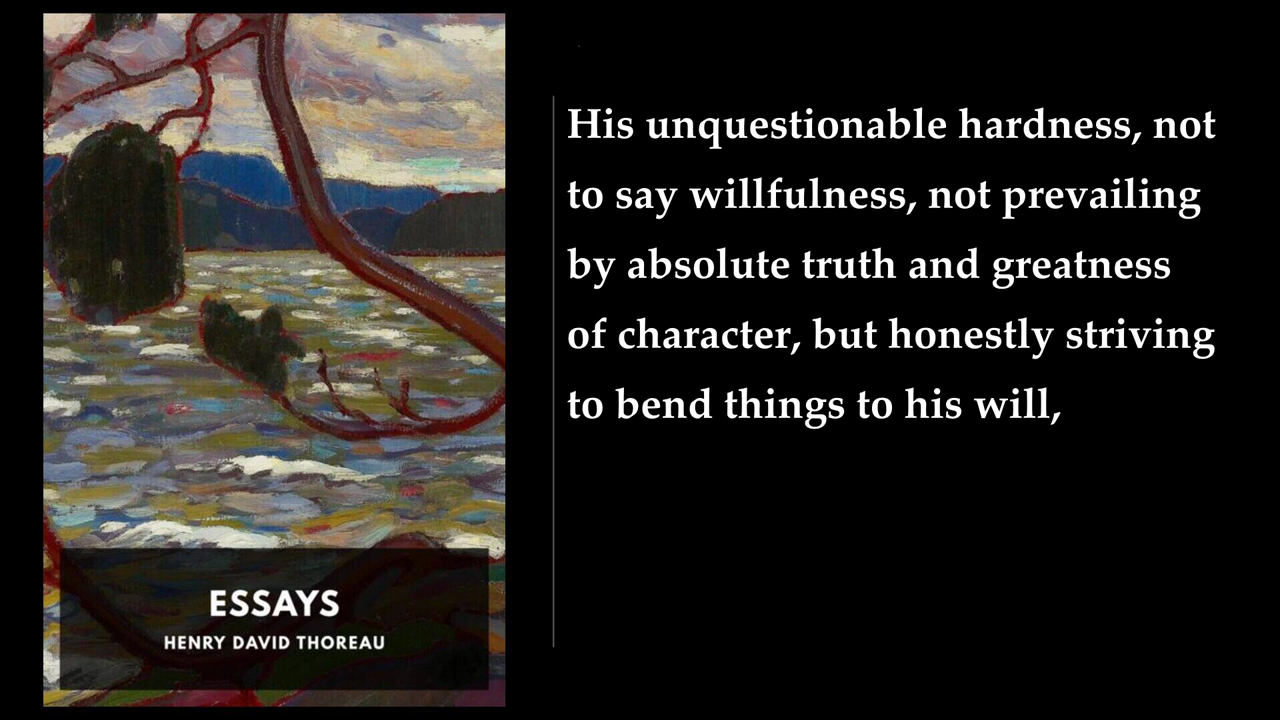 ESSAYS
HENRY DAVID THOREAU
His unquestionable hardness, not
to say willfulness, not prevailing
by absolute truth and greatness
of character, but honestly striving
to bend things to his will,